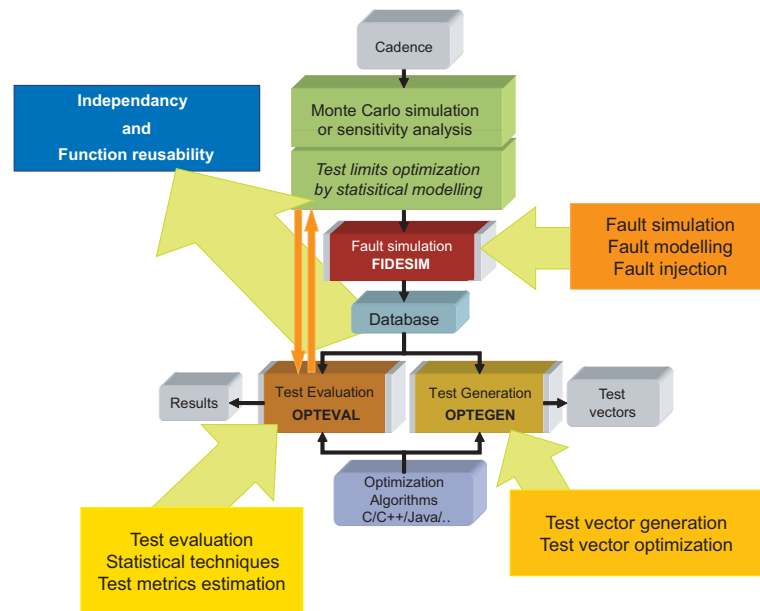 Cadence
Independancy
and
Function reusability
Monte Carlo simulation
or sensitivity analysis
Test limits optimization
by statisitical modelling
Fault simulation
FIDESIM
Fault simulation
Fault modelling
Fault injection
Database
Results
Test Evaluation
OPTEVAL
Test Generation
OPTEGEN
Test
vectors
Optimization
Algorithms
C/C++/Java/..
Test evaluation
Statistical techniques
Test metrics estimation
Test vector generation
Test vector optimization